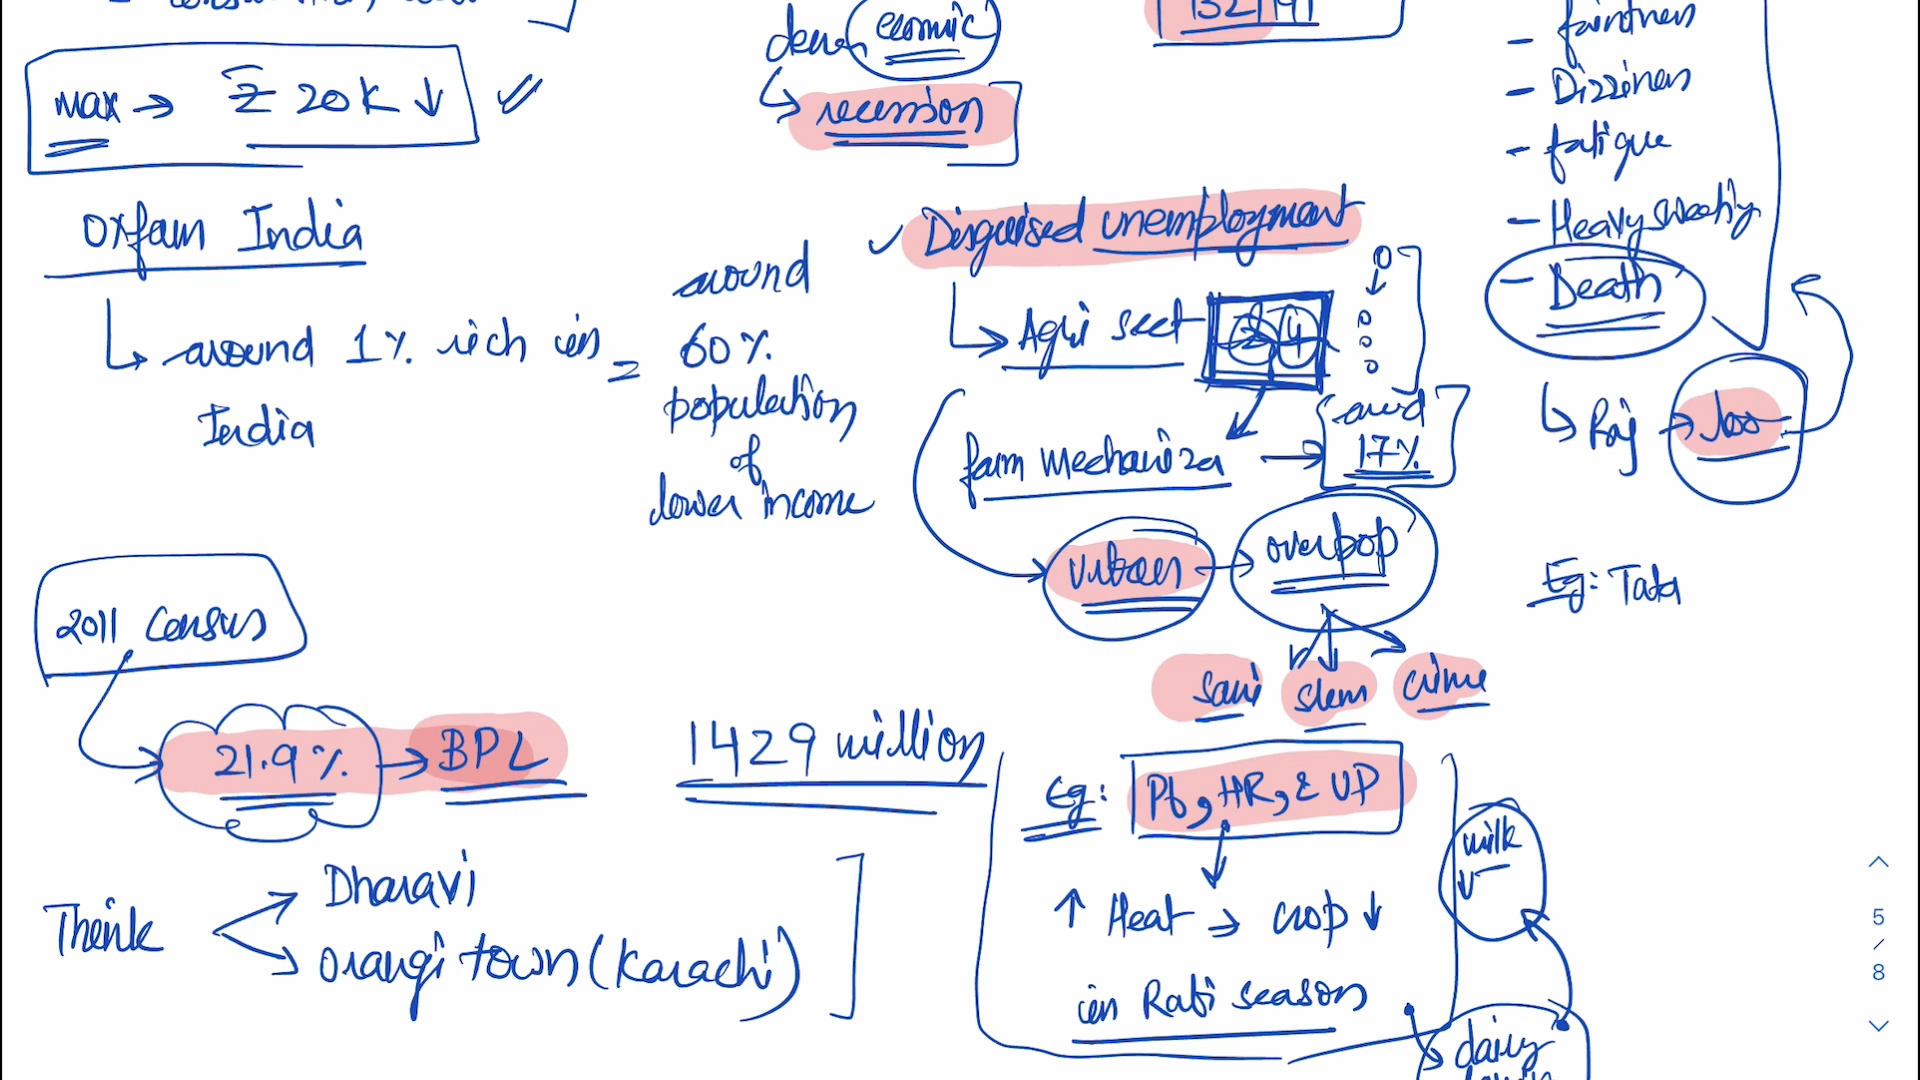 max → 20K ↓
Oxfam India
around 1% rich in
India
=
around
60%
population
of
lower income
2011 Census
21.9% → BPL
1429 million
Think
Dharavi
Orangi town (Karachi)
economic
recession
Disguised unemployment
Agri sect
farm mechaniza → 17%
urban → overpop
sani slum crime
Eg: Pb, HR, & UP
↑ Heat → crop ↓
in Rabi season
milk
↓
dairy
132/191
- faintness
- Dizziness
- fatigue
- Heavy sweating
- Death
Raj → loo
Eg: Tata
5
/
8